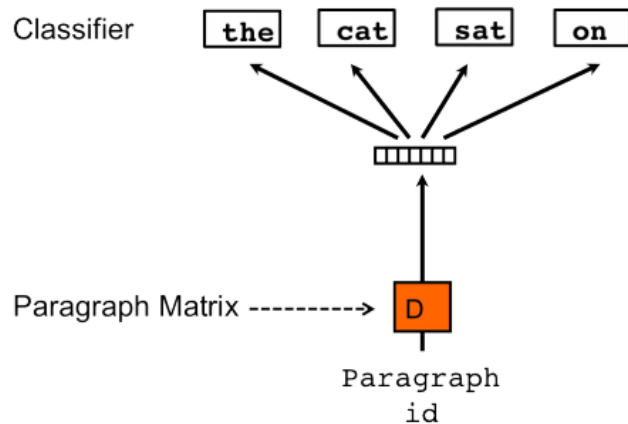 Classifier
the cat sat on
D
Paragraph Matrix
Paragraph
id